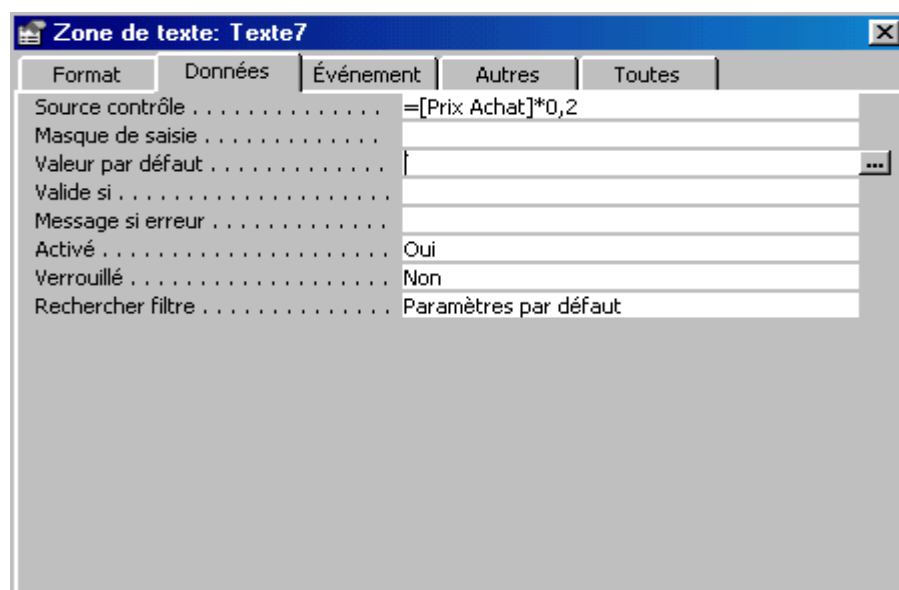 Zone de texte: Texte7
Format Données Événement Autres Toutes
Source contrôle . . . . . . . . . . . . . . . =[Prix Achat]*0,2
Masque de saisie . . . . . . . . . . . . .
Valeur par défaut . . . . . . . . . . . . . ...
Valide si . . . . . . . . . . . . . . . . . . . . .
Message si erreur . . . . . . . . . . . . .
Activé . . . . . . . . . . . . . . . . . . . . . . Oui
Verrouillé . . . . . . . . . . . . . . . . . . . . Non
Rechercher filtre . . . . . . . . . . . . . . Paramètres par défaut